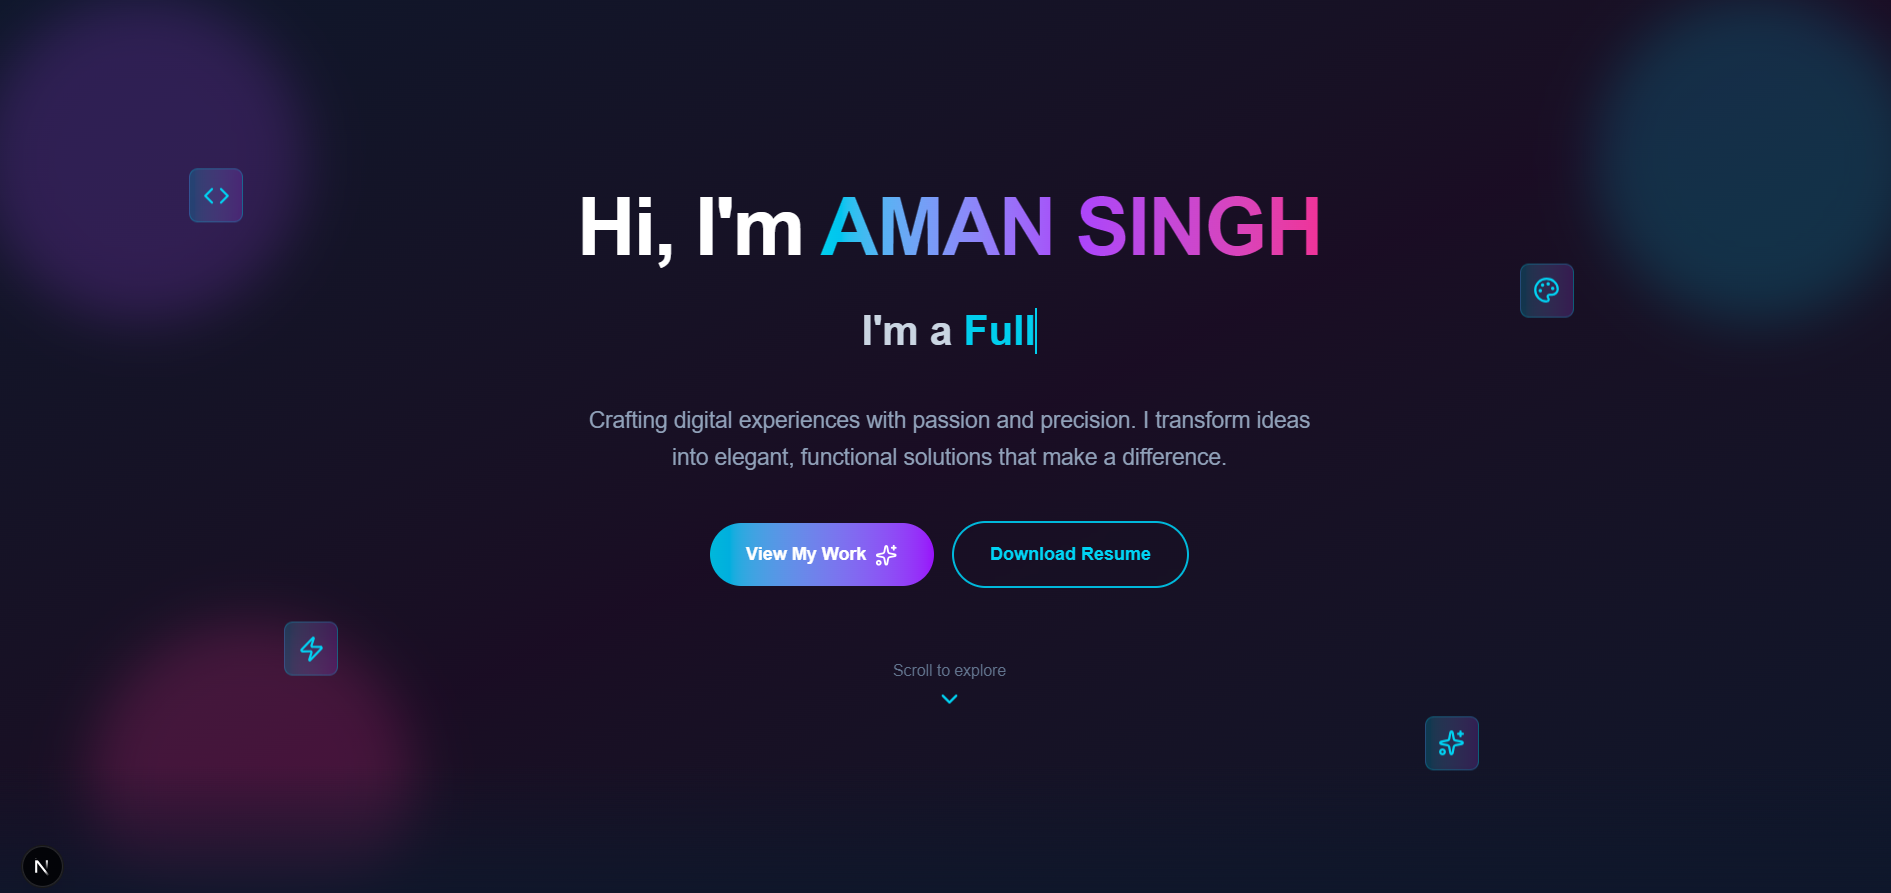 Hi, I'm AMAN SINGH
I'm a Full
Crafting digital experiences with passion and precision. I transform ideas
into elegant, functional solutions that make a difference.
View My Work
Download Resume
Scroll to explore
N